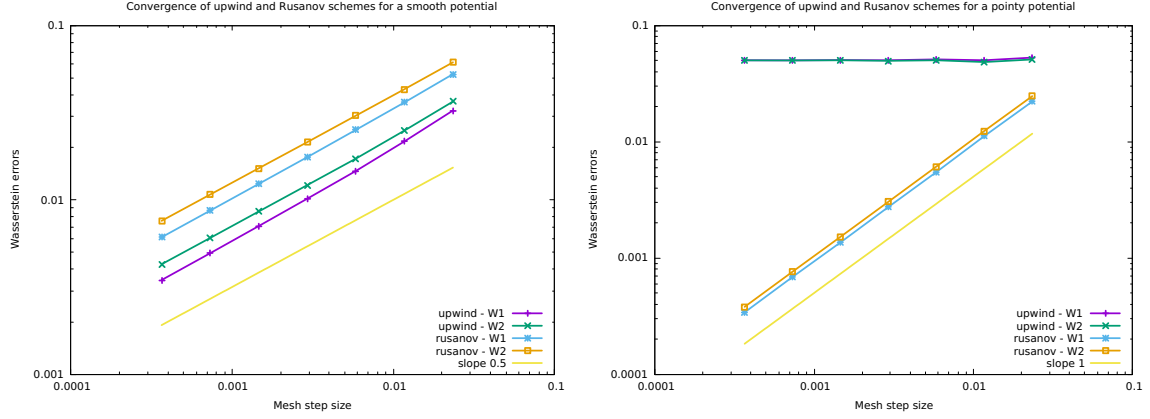 Convergence of upwind and Rusanov schemes for a smooth potential
0.1
0.01
0.001
0.0001
0.001
0.01
0.1
Wasserstein errors
Mesh step size
upwind - W1
upwind - W2
rusanov - W1
rusanov - W2
slope 0.5
Convergence of upwind and Rusanov schemes for a pointy potential
0.1
0.01
0.001
0.0001
0.0001
0.001
0.01
0.1
Wasserstein errors
Mesh step size
upwind - W1
upwind - W2
rusanov - W1
rusanov - W2
slope 1